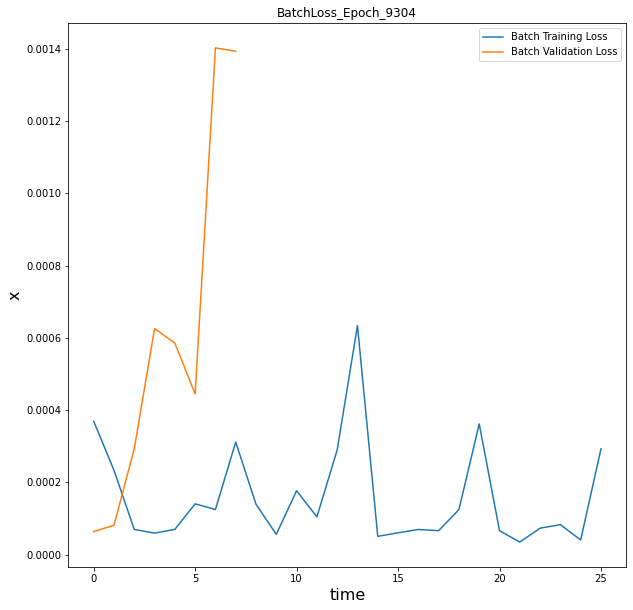 BatchLoss_Epoch_9304
Batch Training Loss
Batch Validation Loss
0.0014
0.0012
0.0010
0.0008
0.0006
0.0004
0.0002
0.0000
x
0 5 10 15 20 25
time